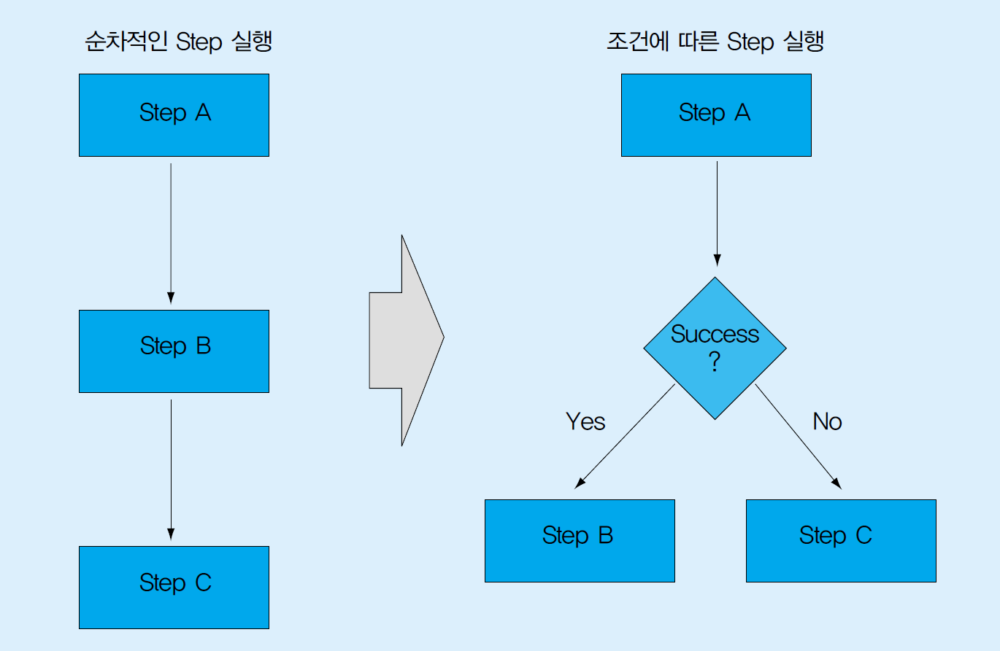 순차적인 Step 실행
Step A
Step B
Step C
조건에 따른 Step 실행
Step A
Success
?
Yes
No
Step B
Step C